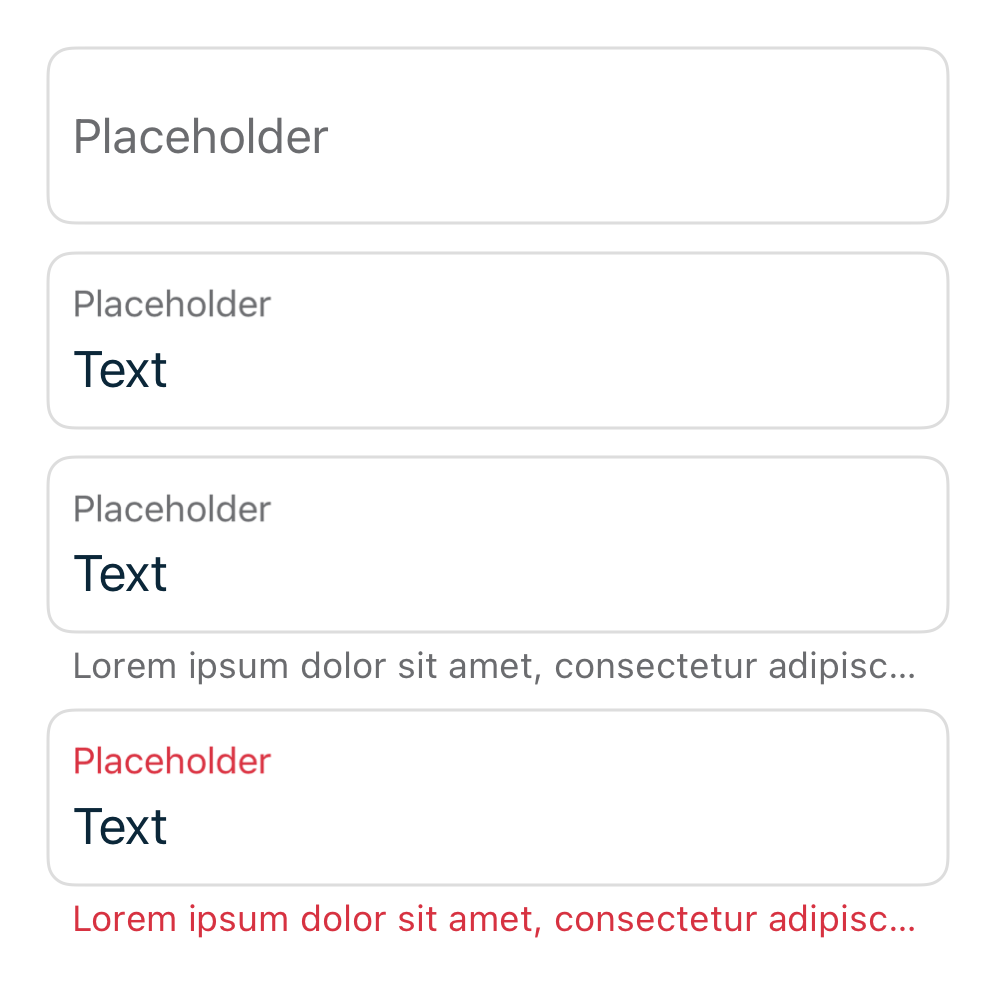 Placeholder
Placeholder
Text
Placeholder
Text
Lorem ipsum dolor sit amet, consectetur adipisc...
Placeholder
Text
Lorem ipsum dolor sit amet, consectetur adipisc...